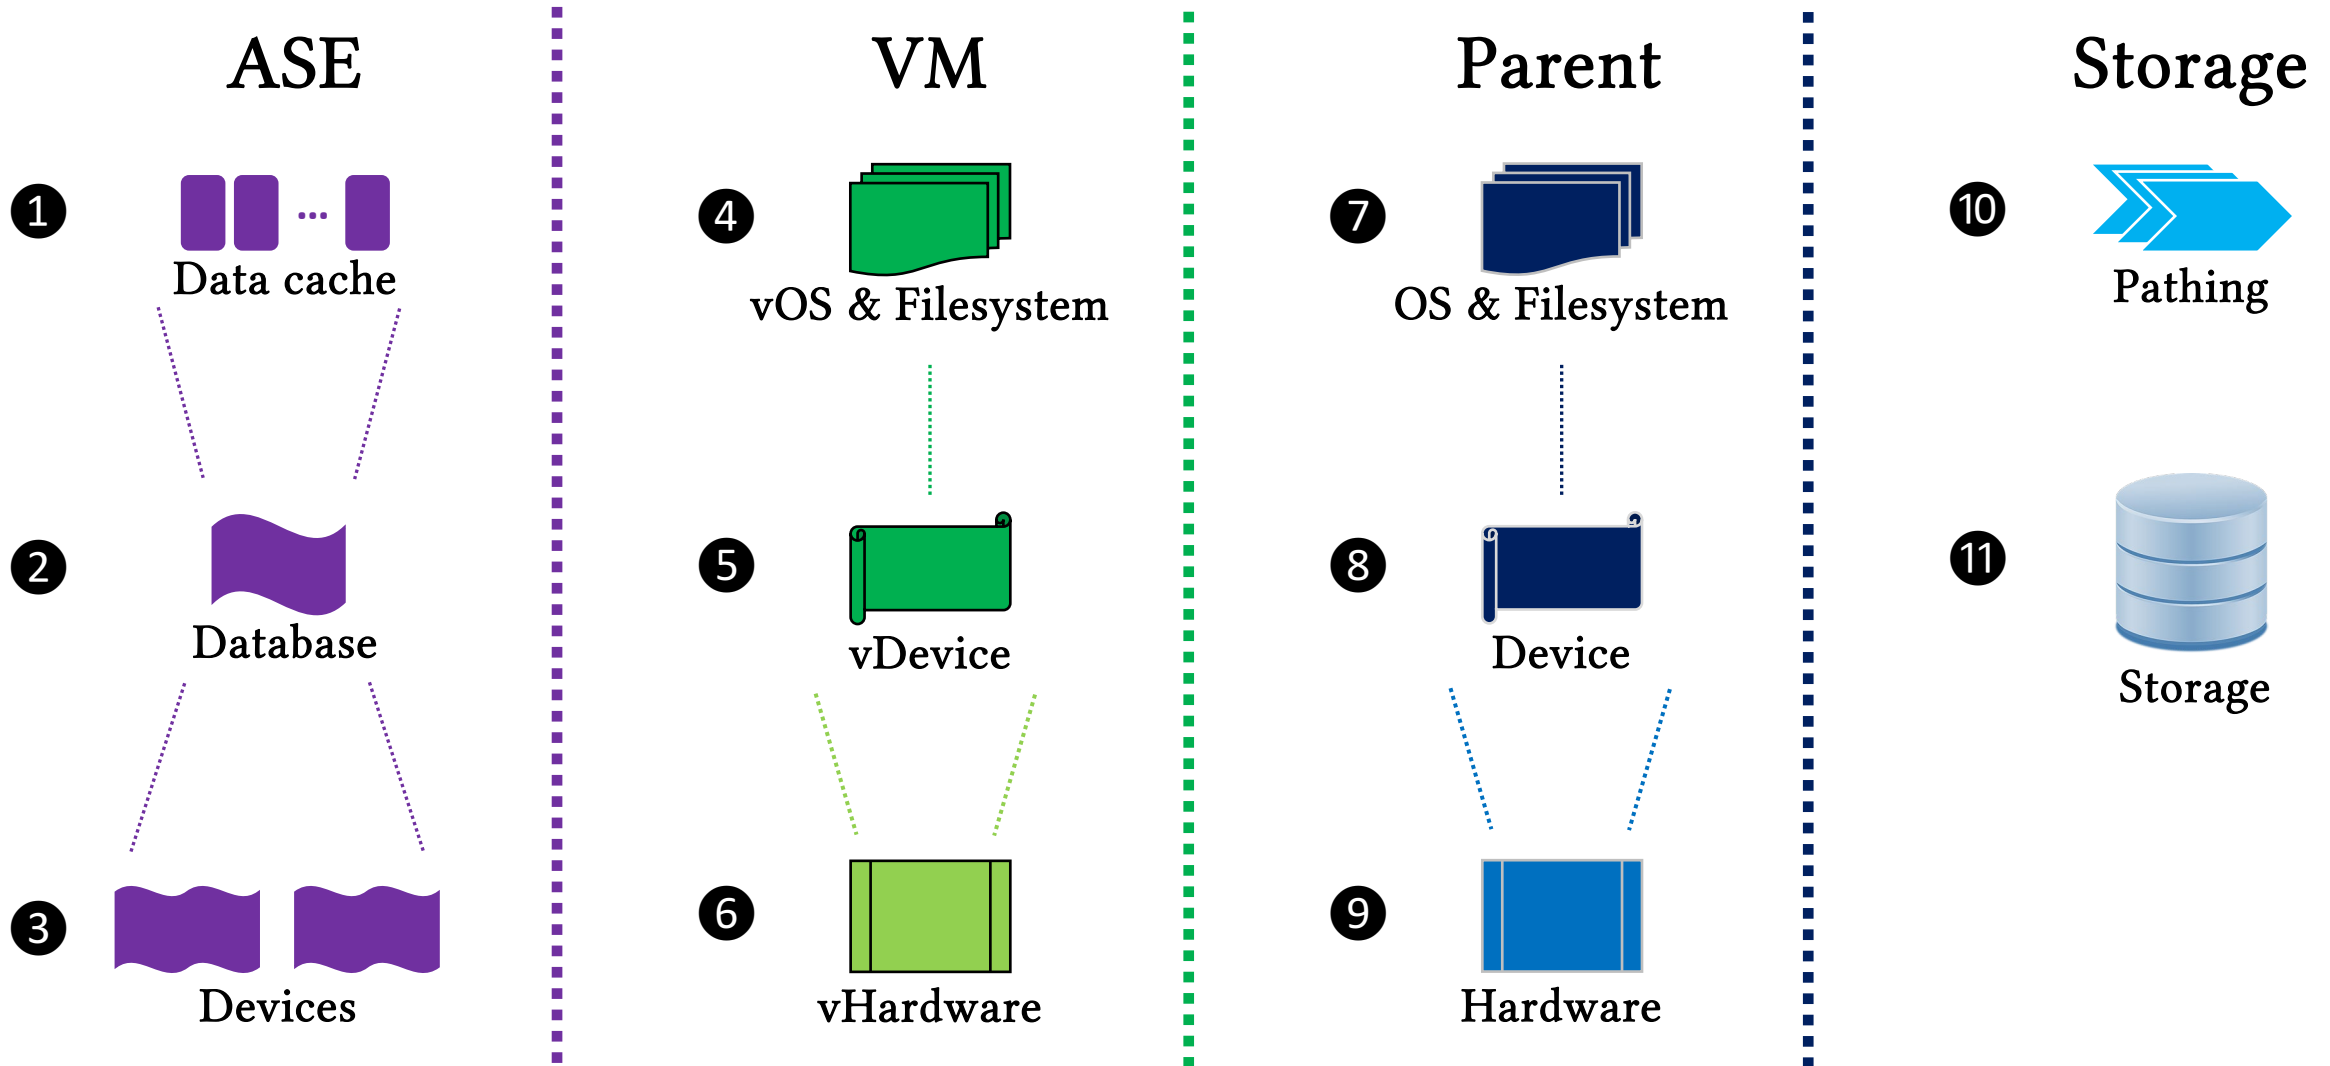 ASE
VM
Parent
Storage
1
Data cache
2
Database
3
Devices
4
vOS & Filesystem
5
vDevice
6
vHardware
7
OS & Filesystem
8
Device
9
Hardware
10
Pathing
11
Storage